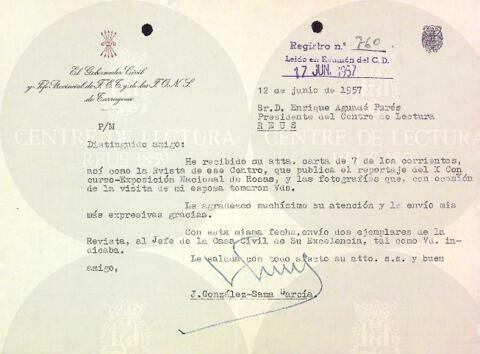 Registro n.º 760
Leído en Reunión del C.D.
17 JUN. 1957
El Gobernador Civil
y Jefe Provincial de F.E.T. y de las J.O.N.S.
de Tarragona
12 de junio de 1957
Sr.D. Enrique Aguadé Parés
Presidente del Centro de Lectura
REUS
P/M
CENTRE DE LECTURA
REUS 1859
Distinguido amigo:
He recibido su atta. carta de 7 de los corrientes,
así como la Rvista de ese Centro, que publica el reportaje del X Con
curso-Exposición Nacional de Rosas, y las fotografías que, con ocasión
de la visita de mi esposa tomaron Vds.
Le agradezco muchísimo su atención y le envío mis
más expresivas gracias.
Con esta misma fecha, envío dos ejemplares de la
Revista, al Jefe de la Casa Civil de Su Excelencia, tal como Vd. in-
dicaba.
Le saluda con todo afecto su atto. s.s. y buen
amigo,
J.González-Sama García.